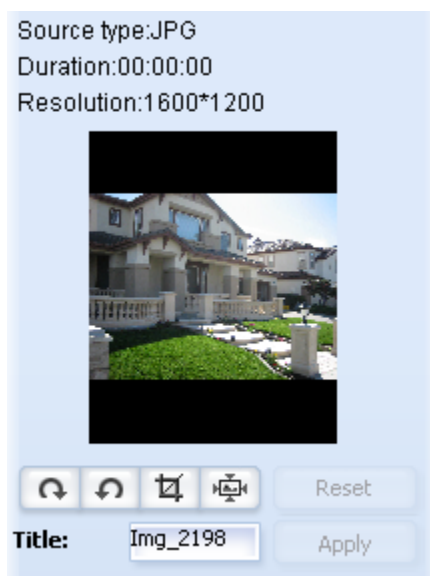 Source type:JPG
Duration:00:00:00
Resolution:1600*1200
Reset
Title: Img_2198 Apply